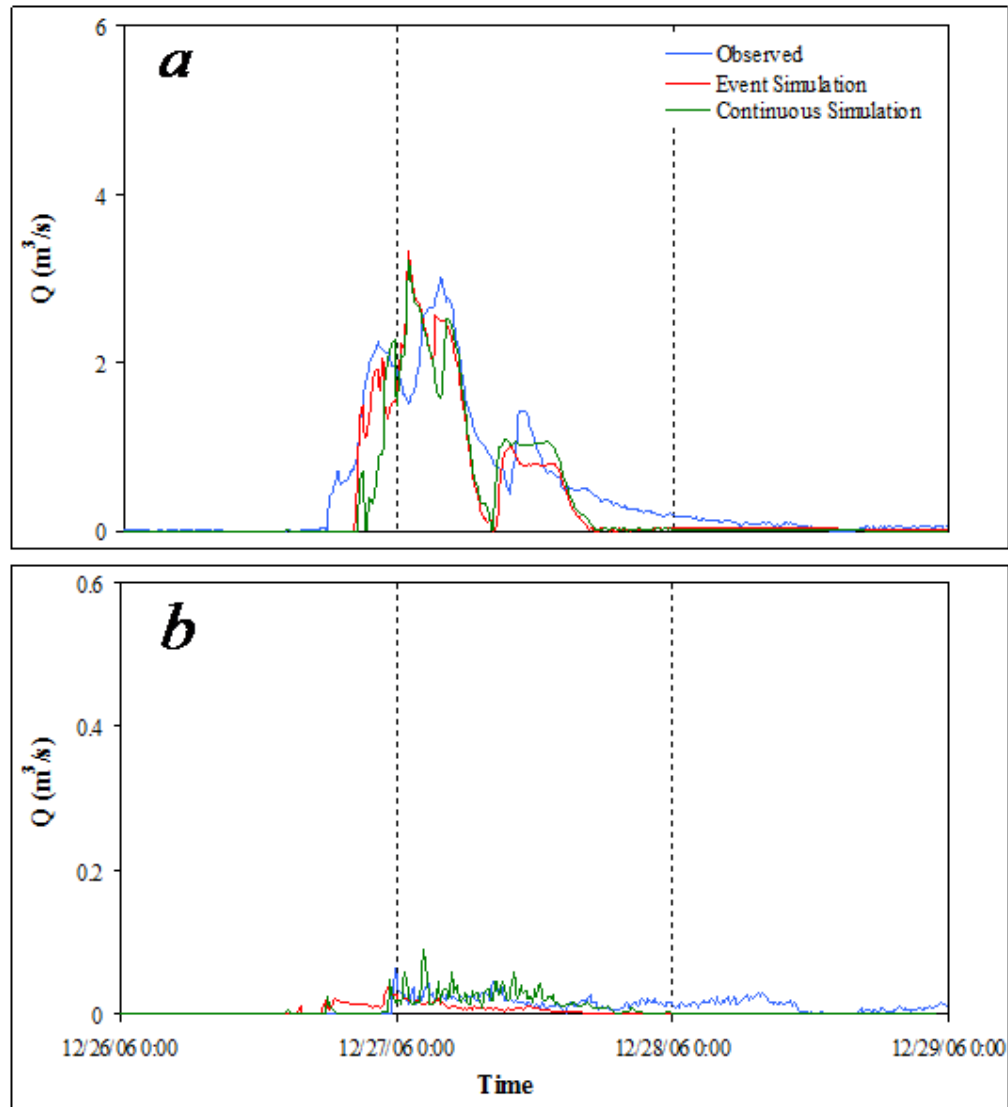 a
Observed
Event Simulation
Continuous Simulation
6
4
2
0
Q (m³/s)
b
0.6
0.4
0.2
0
Q (m³/s)
12/26/06 0:00
12/27/06 0:00
12/28/06 0:00
12/29/06 0:00
Time